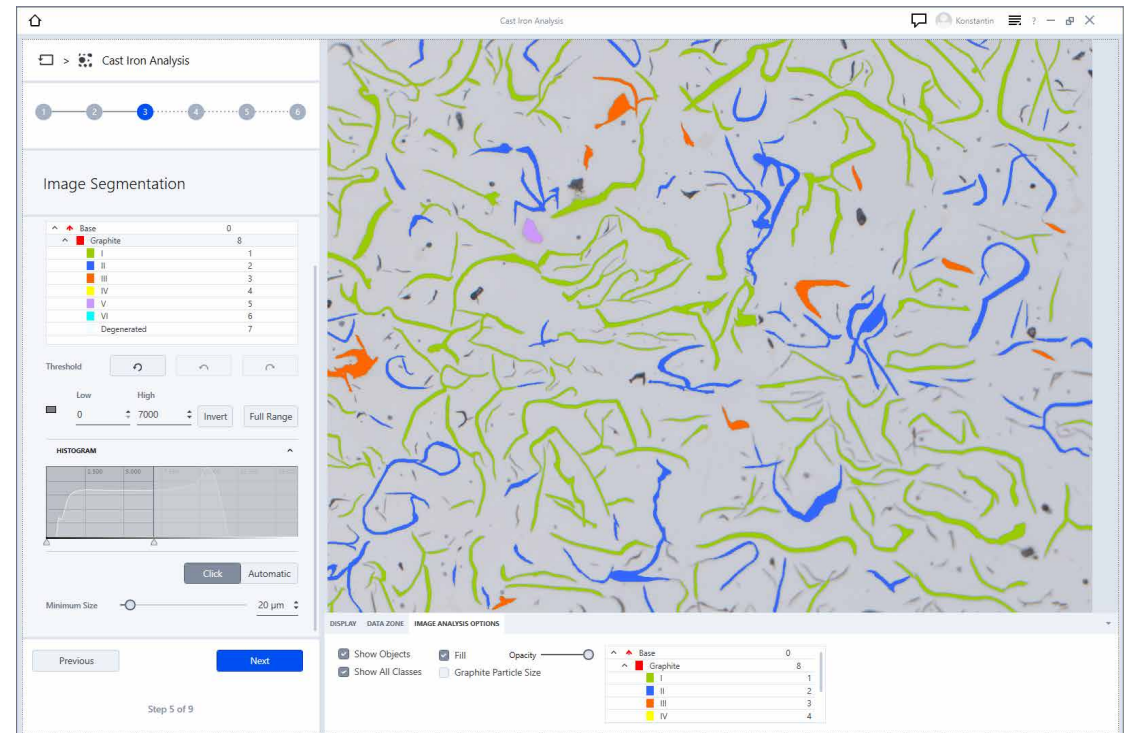 Cast Iron Analysis
Konstantin
?
> Cast Iron Analysis
1 2 3 4 5 6
Image Segmentation
Base 0
Graphite 8
I 1
II 2
III 3
IV 4
V 5
VI 6
Degenerated 7
Threshold
Low High
0 7000 Invert Full Range
HISTOGRAM
Click Automatic
Minimum Size 20 µm
Previous Next
Step 5 of 9
DISPLAY DATA ZONE IMAGE ANALYSIS OPTIONS
Show Objects Fill Opacity
Show All Classes Graphite Particle Size
Base 0
Graphite 8
I 1
II 2
III 3
IV 4